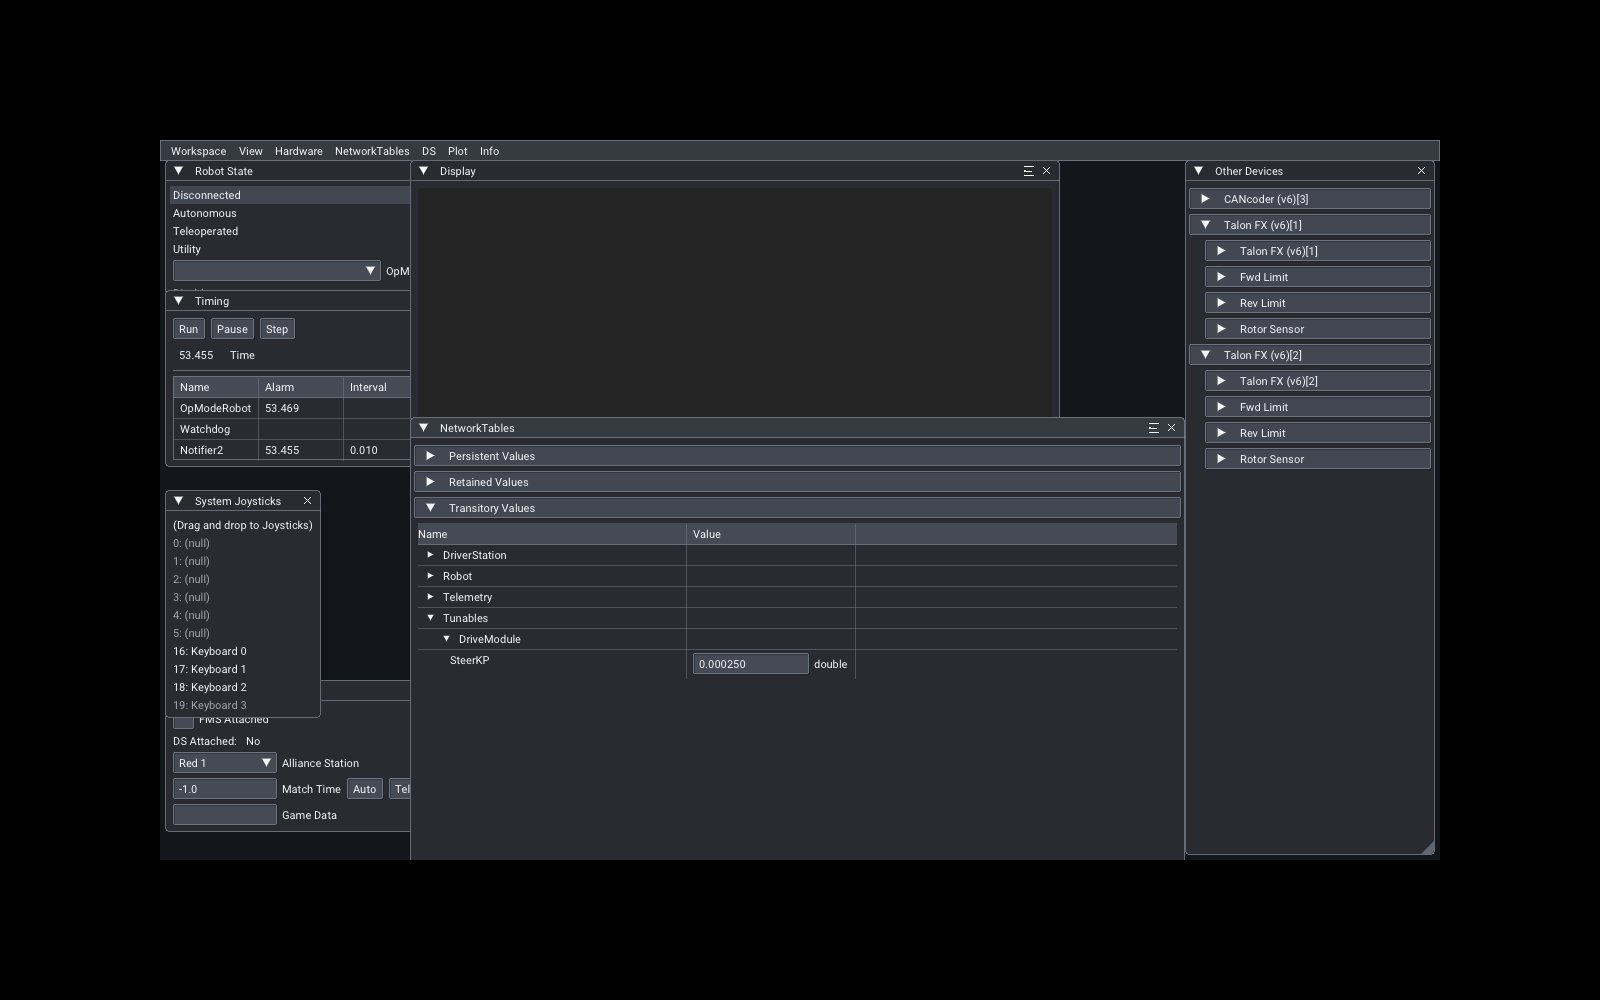 Workspace View Hardware NetworkTables DS Plot Info
Robot State
Disconnected
Autonomous
Teleoperated
Utility
OpM
Timing
Run Pause Step
53.455 Time
Name Alarm Interval
OpModeRobot 53.469
Watchdog
Notifier2 53.455 0.010
System Joysticks
(Drag and drop to Joysticks)
0: (null)
1: (null)
2: (null)
3: (null)
4: (null)
5: (null)
16: Keyboard 0
17: Keyboard 1
18: Keyboard 2
19: Keyboard 3
FMS Attached
DS Attached: No
Red 1 Alliance Station
-1.0 Match Time Auto Tel
Game Data
Display
NetworkTables
Persistent Values
Retained Values
Transitory Values
Name Value
DriverStation
Robot
Telemetry
Tunables
DriveModule
SteerKP 0.000250 double
Other Devices
CANcoder (v6)[3]
Talon FX (v6)[1]
Talon FX (v6)[1]
Fwd Limit
Rev Limit
Rotor Sensor
Talon FX (v6)[2]
Talon FX (v6)[2]
Fwd Limit
Rev Limit
Rotor Sensor